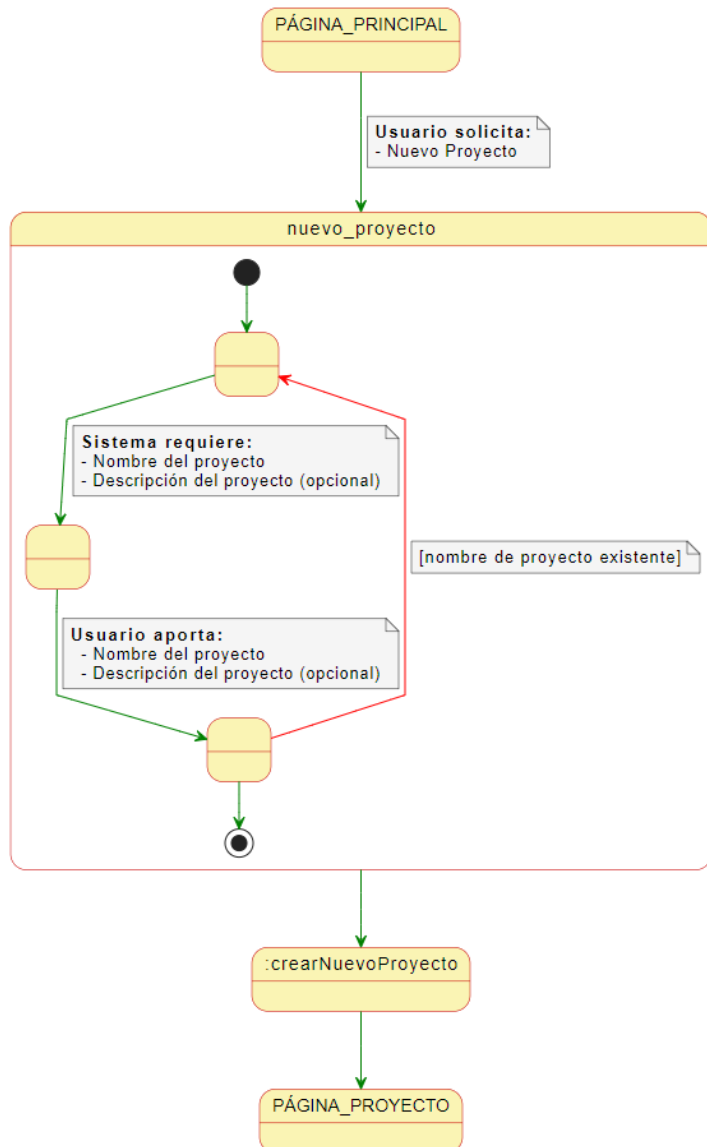 PÁGINA_PRINCIPAL
Usuario solicita:
- Nuevo Proyecto
nuevo_proyecto
Sistema requiere:
- Nombre del proyecto
- Descripción del proyecto (opcional)
[nombre de proyecto existente]
Usuario aporta:
- Nombre del proyecto
- Descripción del proyecto (opcional)
:crearNuevoProyecto
PÁGINA_PROYECTO